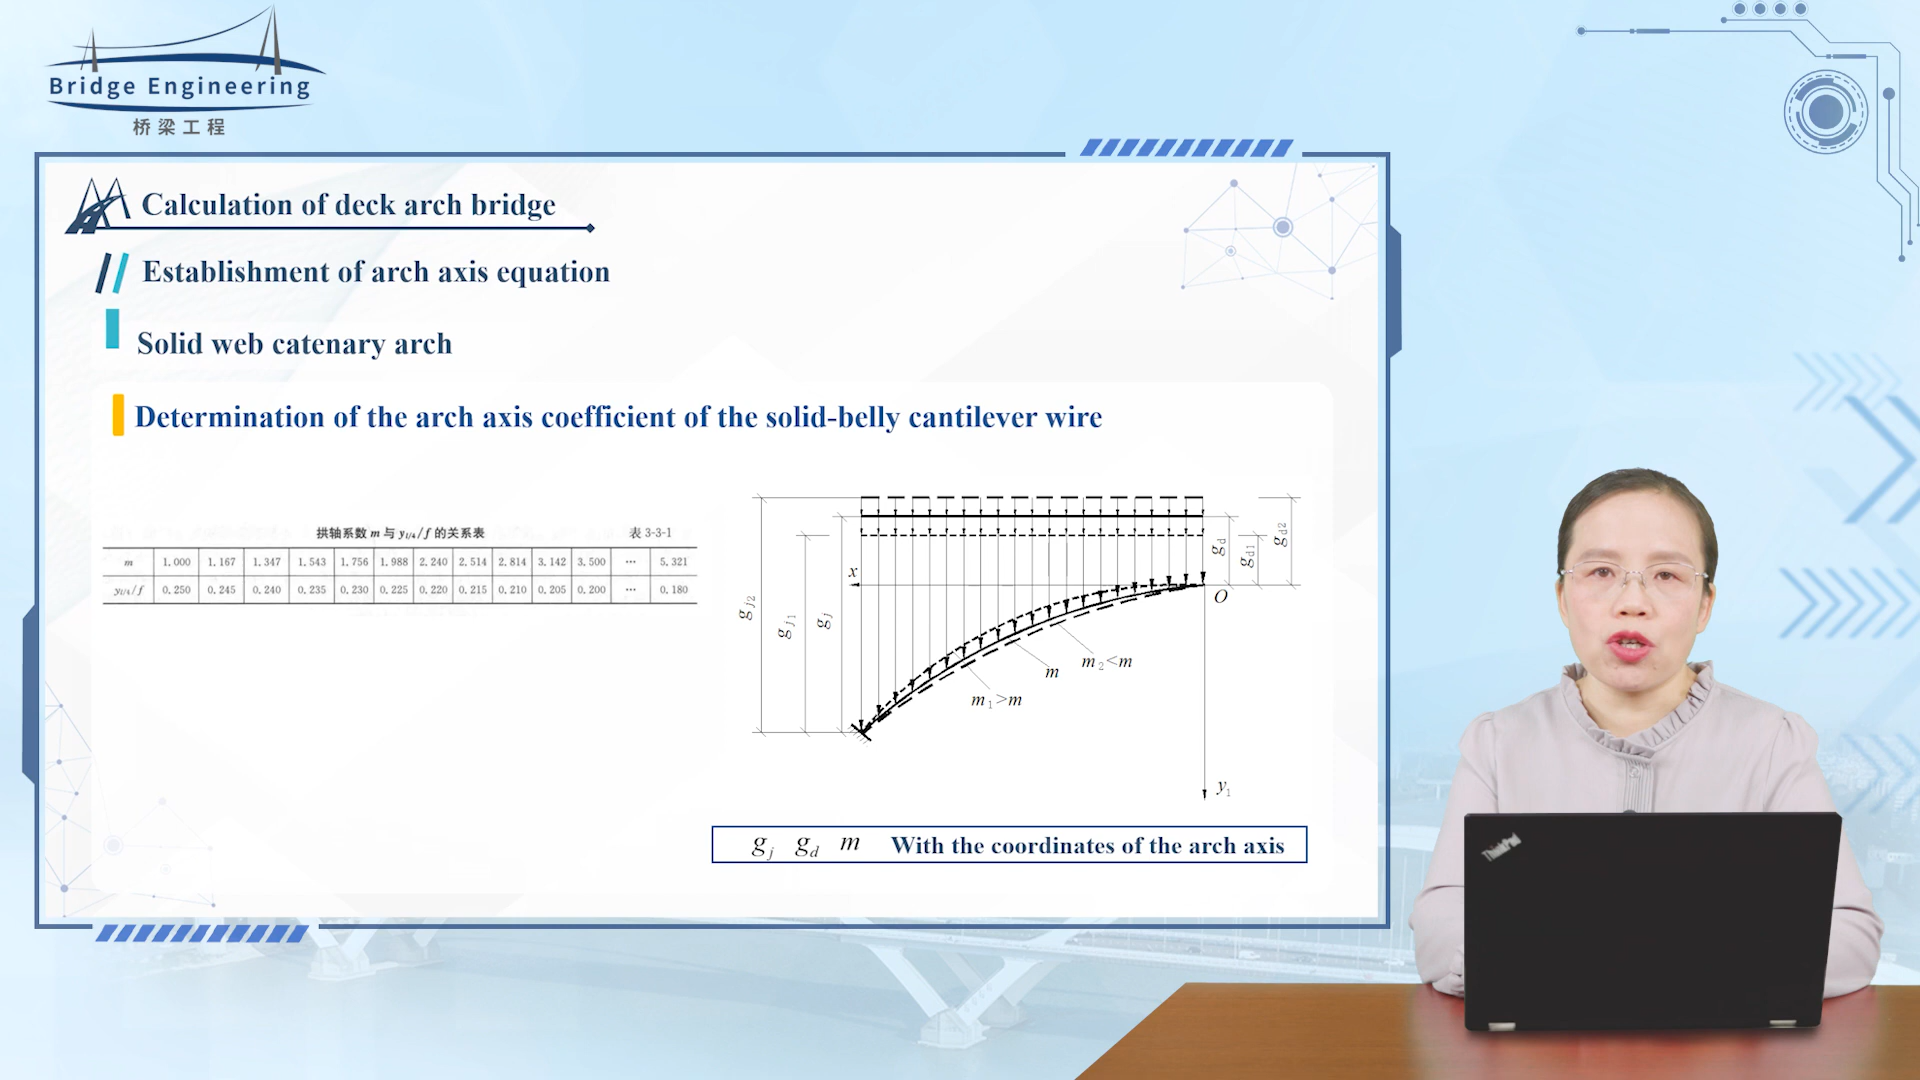 Bridge Engineering
桥梁工程
Calculation of deck arch bridge
Establishment of arch axis equation
Solid web catenary arch
Determination of the arch axis coefficient of the solid-belly cantilever wire
拱轴系数 m 与 y1/4/f 的关系表 表 3-3-1
m 1.000 1.167 1.347 1.543 1.756 1.988 2.240 2.514 2.814 3.142 3.500 … 5.321
y1/4/f 0.250 0.245 0.240 0.235 0.230 0.225 0.220 0.215 0.210 0.205 0.200 … 0.180
gd2
gd
gd1
x
O
gj2
gj1
gj
m2<m
m
m1>m
y1
gj gd m With the coordinates of the arch axis
ThinkPad